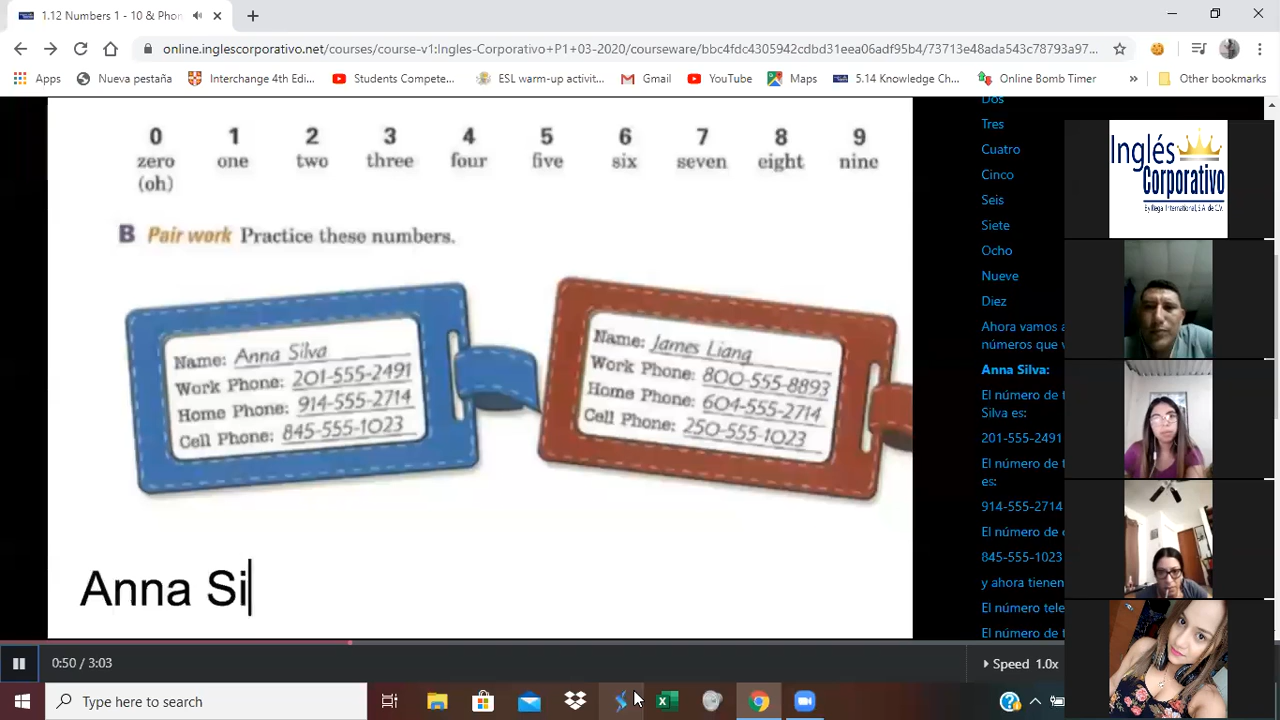 1.12 Numbers 1 - 10 & Phon
online.inglescorporativo.net/courses/course-v1:Ingles-Corporativo+P1+03-2020/courseware/bbc4fdc4305942cdbd31eea06adf95b4/73713e48ada543c78793a97...
Apps Nueva pestaña Interchange 4th Edi... Students Compete... ESL warm-up activit... Gmail YouTube Maps 5.14 Knowledge Ch... Online Bomb Timer » Other bookmarks
0 1 2 3 4 5 6 7 8 9
zero one two three four five six seven eight nine
(oh)
B Pair work Practice these numbers.
Name: Anna Silva
Work Phone: 201-555-2491
Home Phone: 914-555-2714
Cell Phone: 845-555-1023
Name: James Liang
Work Phone: 800-555-8893
Home Phone: 604-555-2714
Cell Phone: 250-555-1023
Anna Si
Dos
Tres
Cuatro
Cinco
Seis
Siete
Ocho
Nueve
Diez
Ahora vamos a
números que v
Anna Silva:
El número de t
Silva es:
201-555-2491
El número de t
es:
914-555-2714
El número de c
845-555-1023
y ahora tienen
El número tele
El número de t
Inglés
Corporativo
0:50 / 3:03
Speed 1.0x
Type here to search